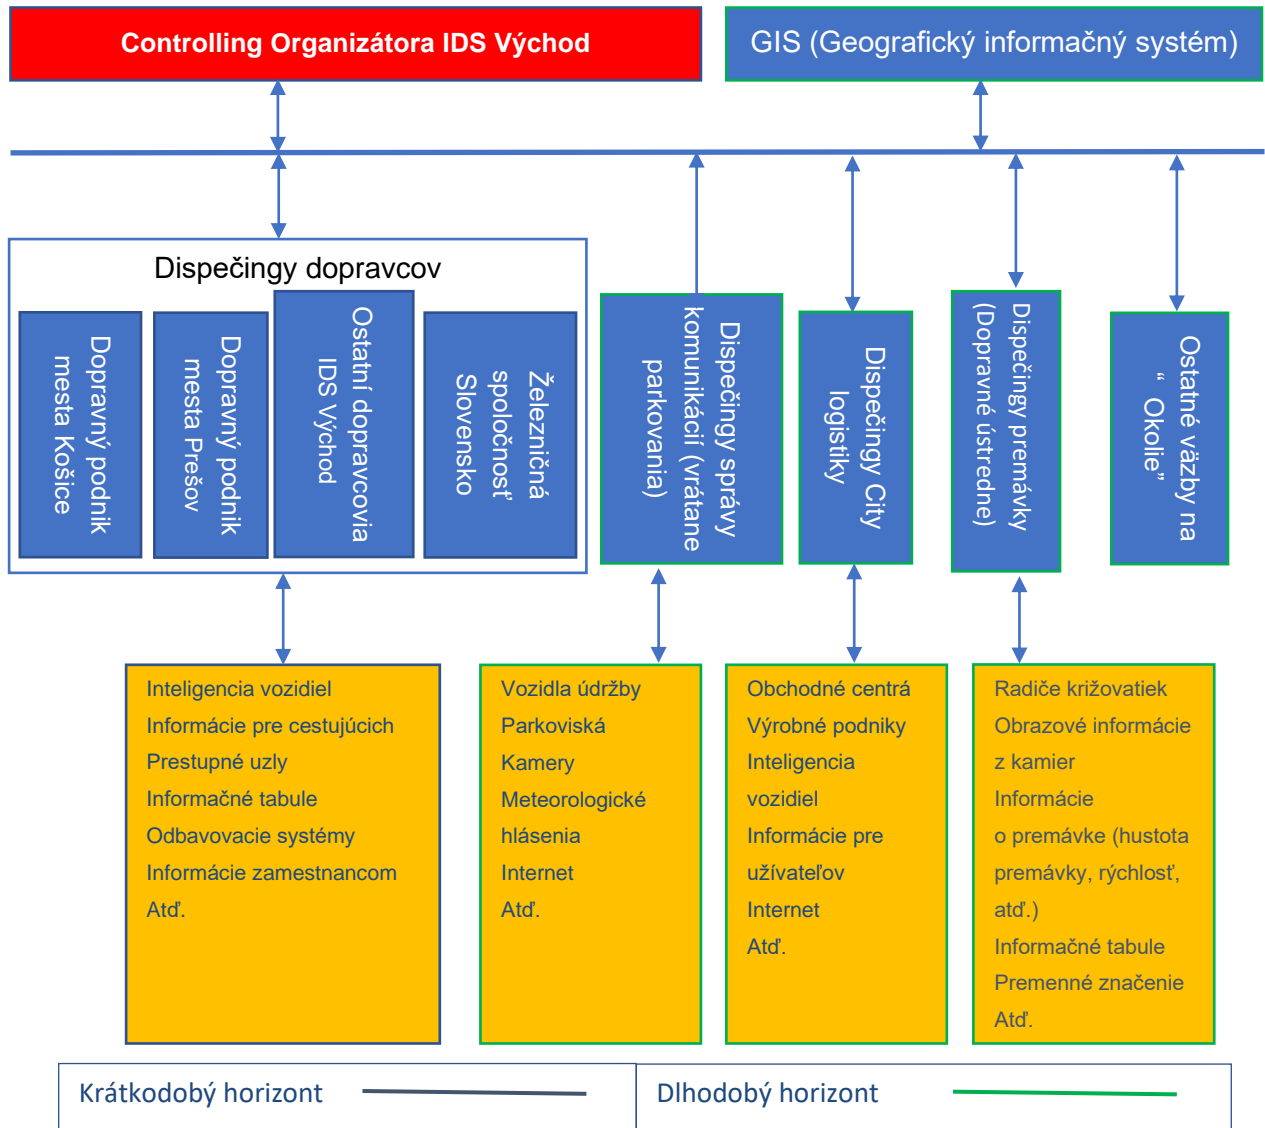 Controlling Organizátora IDS Východ
GIS (Geografický informačný systém)
Dispečingy dopravcov
Dopravný podnik
mesta Košice
Dopravný podnik
mesta Prešov
Ostatní dopravcovia
IDS Východ
Železničná
spoločnosť
Slovensko
Dispečingy správy
komunikácií (vrátane
parkovania)
Dispečingy City
logistiky
Dispečingy premávky
(Dopravné ústredne)
Ostatné väzby na
“ Okolie”
Inteligencia vozidiel
Informácie pre cestujúcich
Prestupné uzly
Informačné tabule
Odbavovacie systémy
Informácie zamestnancom
Atď.
Vozidla údržby
Parkoviská
Kamery
Meteorologické
hlásenia
Internet
Atď.
Obchodné centrá
Výrobné podniky
Inteligencia
vozidiel
Informácie pre
užívateľov
Internet
Atď.
Radiče križovatiek
Obrazové informácie
z kamier
Informácie
o premávke (hustota
premávky, rýchlosť,
atď.)
Informačné tabule
Premenné značenie
Atď.
Krátkodobý horizont
Dlhodobý horizont